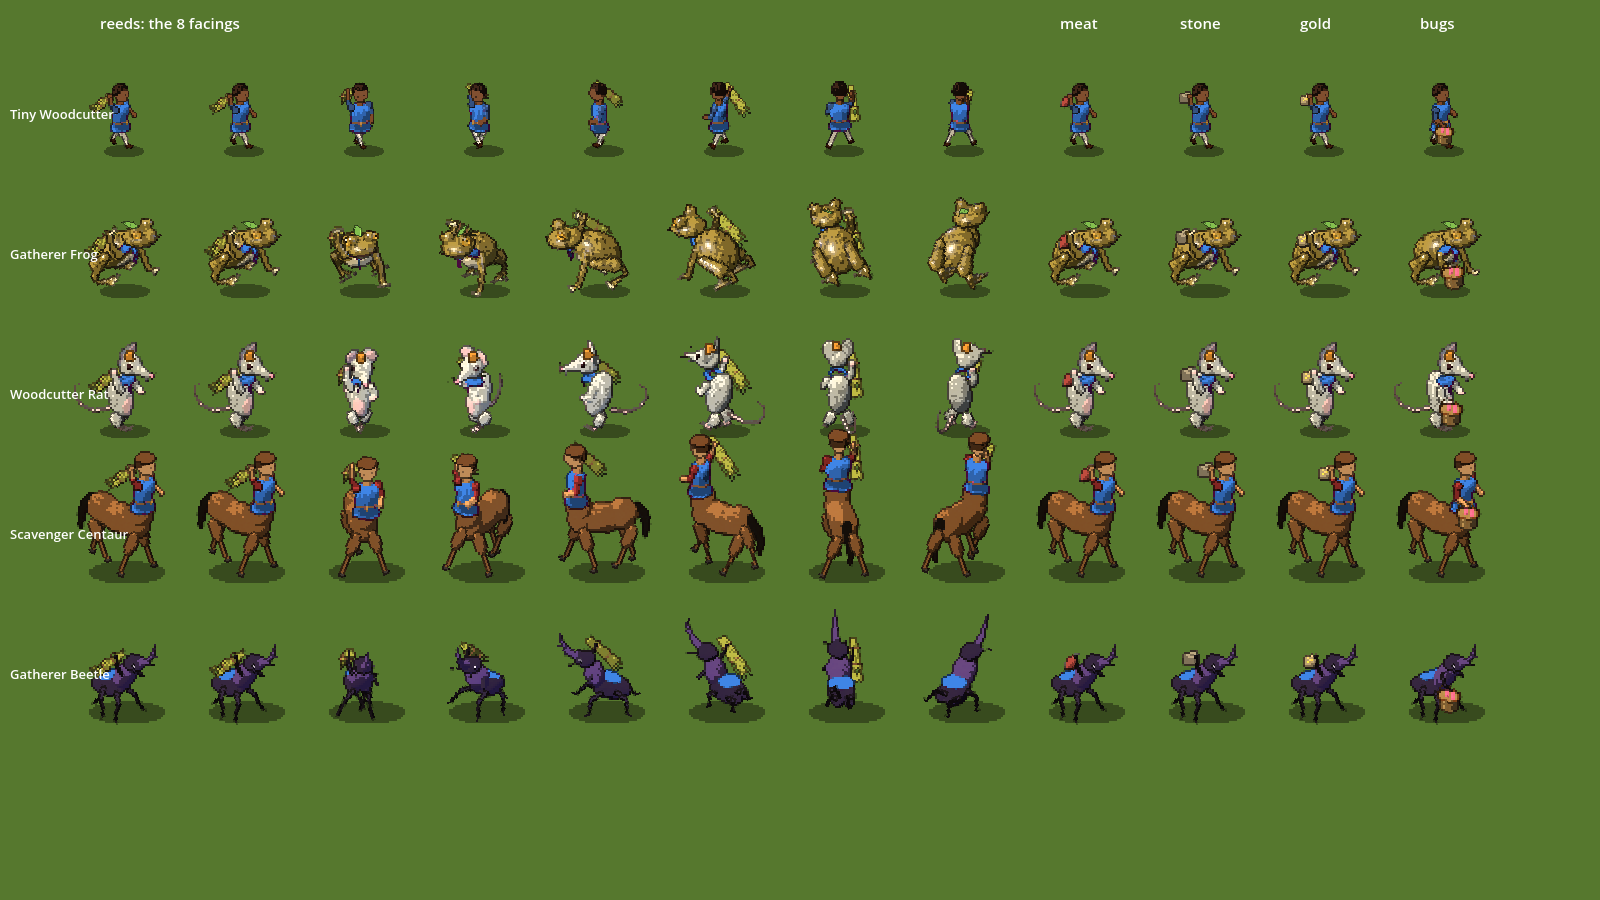 reeds: the 8 facings
meat
stone
gold
bugs
Tiny Woodcutter
Gatherer Frog
Woodcutter Rat
Scavenger Centaur
Gatherer Beetle